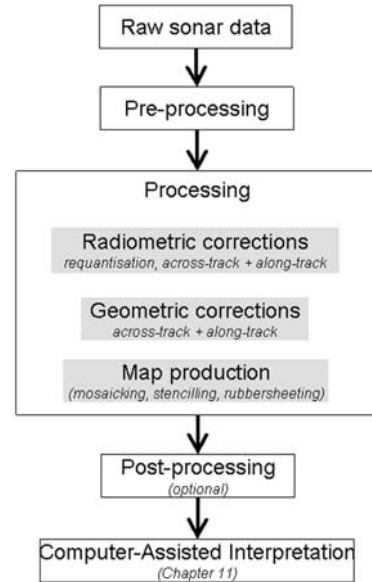 Raw sonar data
Pre-processing
Processing
Radiometric corrections
requantisation, across-track + along-track
Geometric corrections
across-track + along-track
Map production
(mosaicking, stencilling, rubbersheeting)
Post-processing
(optional)
Computer-Assisted Interpretation
(Chapter 11)